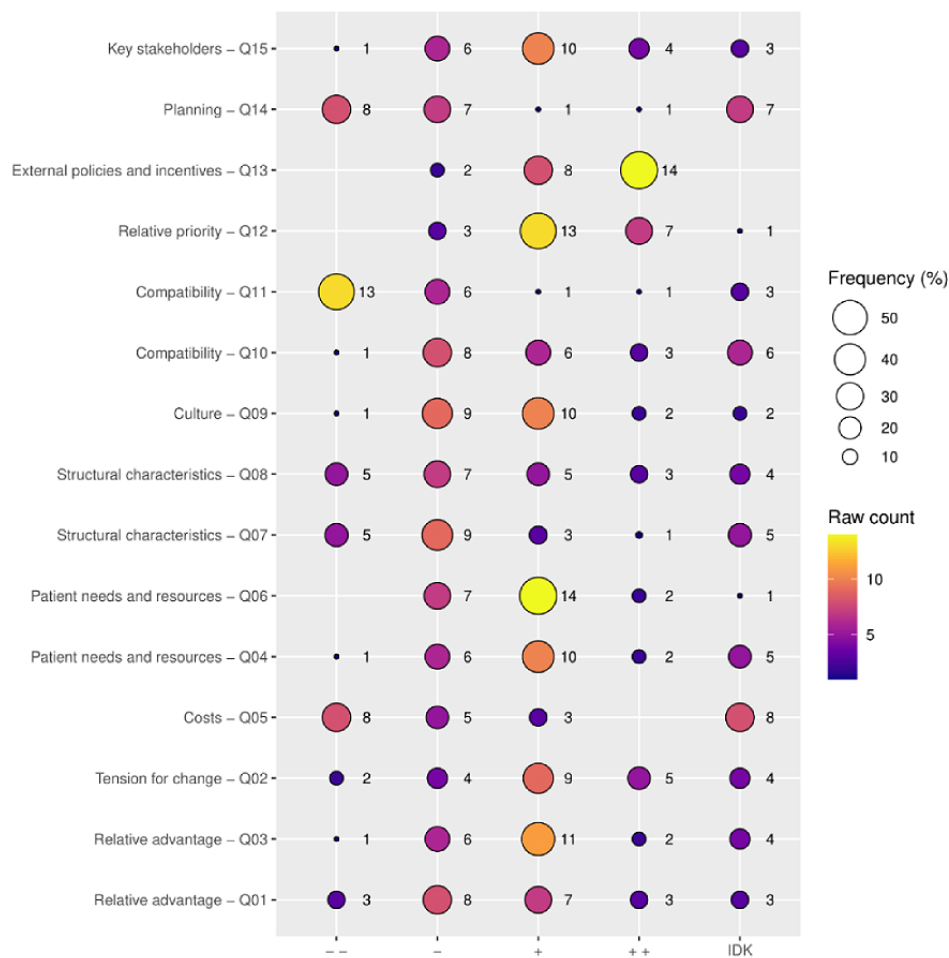 Key stakeholders – Q15 1 6 10 4 3
Planning – Q14 8 7 1 1 7
External policies and incentives – Q13 2 8 14
Relative priority – Q12 3 13 7 1
Compatibility – Q11 13 6 1 1 3
Compatibility – Q10 1 8 6 3 6
Culture – Q09 1 9 10 2 2
Structural characteristics – Q08 5 7 5 3 4
Structural characteristics – Q07 5 9 3 1 5
Patient needs and resources – Q06 7 14 2 1
Patient needs and resources – Q04 1 6 10 2 5
Costs – Q05 8 5 3 8
Tension for change – Q02 2 4 9 5 4
Relative advantage – Q03 1 6 11 2 4
Relative advantage – Q01 3 8 7 3 3
– – – + + + IDK
Frequency (%)
50
40
30
20
10
Raw count
10
5